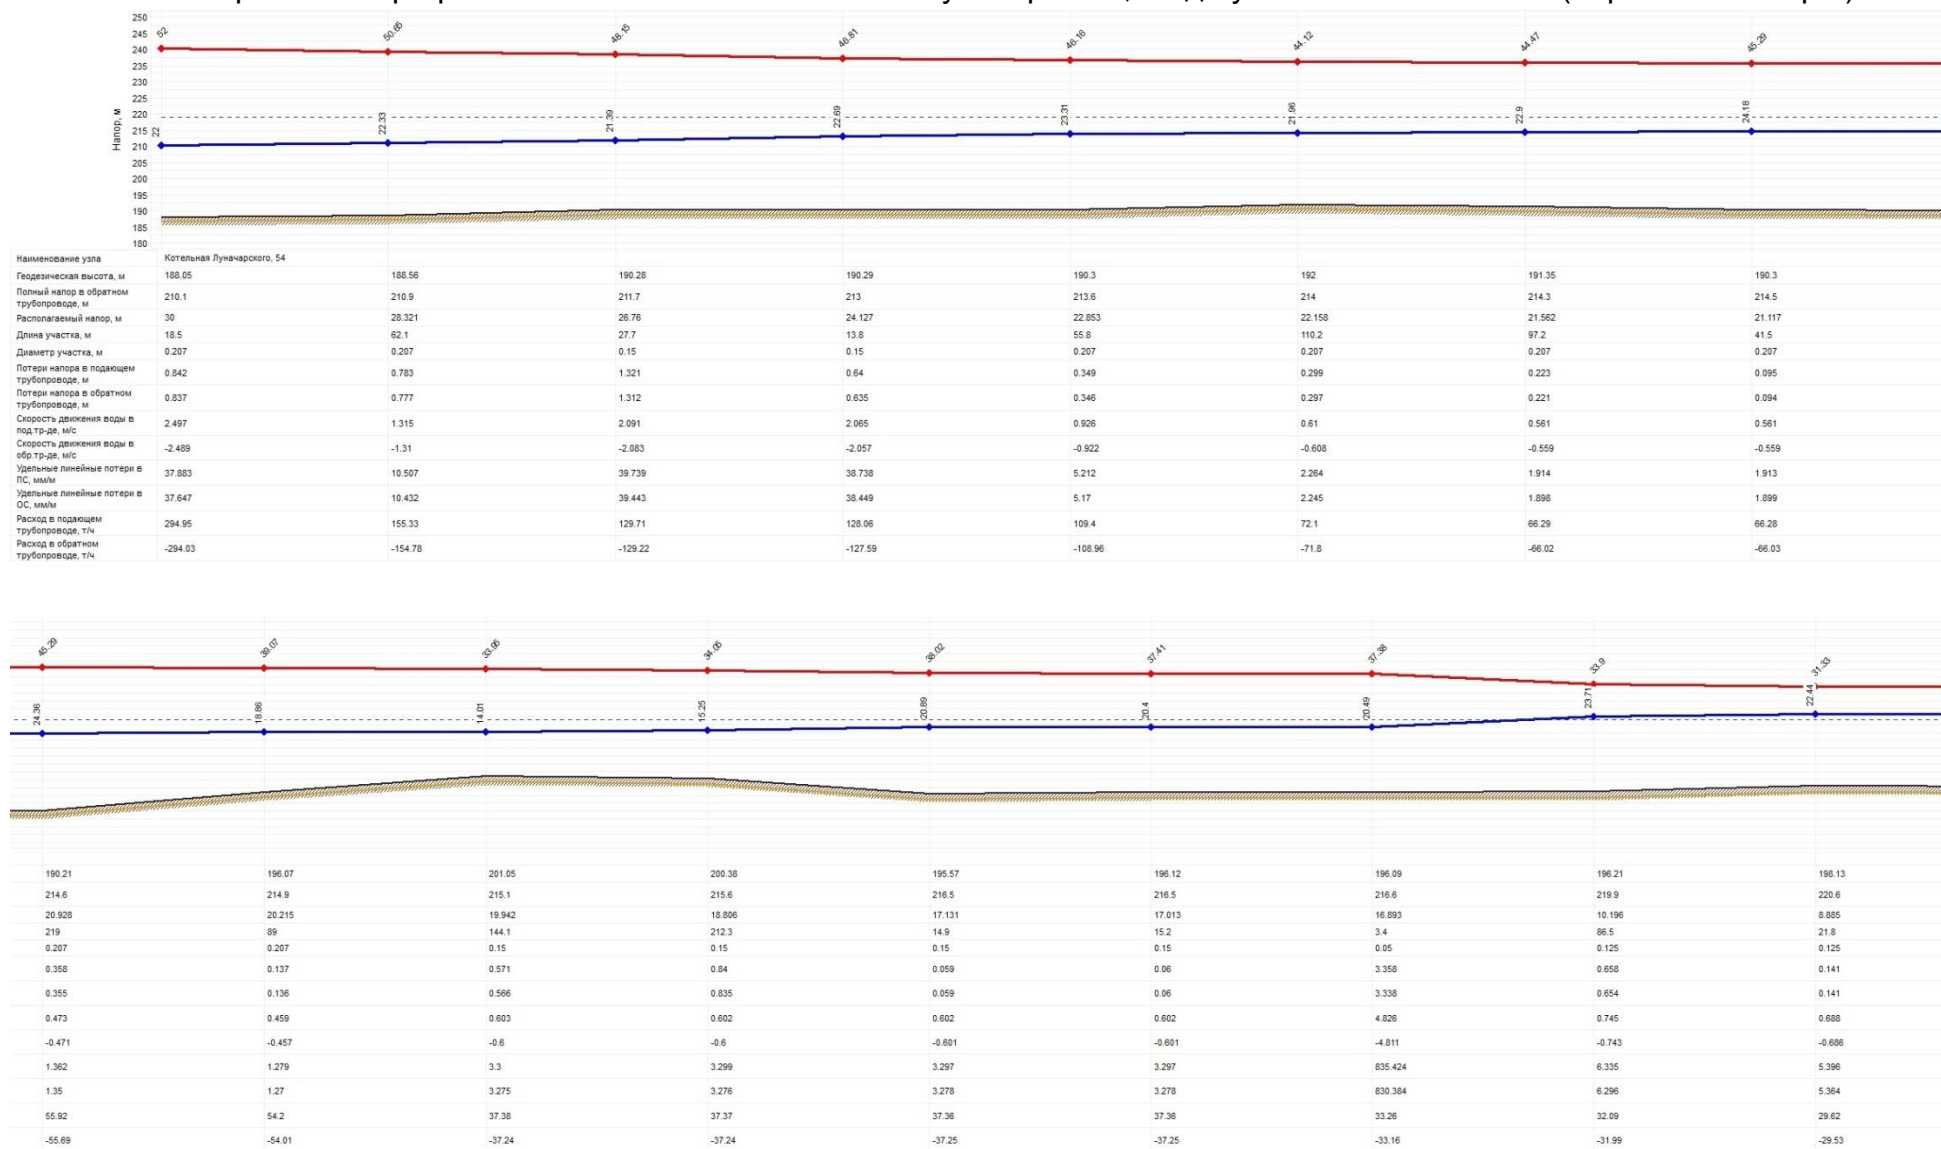 250
245
240
235
230
225
220
215
210
205
200
195
190
185
180
Напор, м
52 50.65 48.15 46.81 46.16 44.12 44.47 45.29
22 22.33 21.39 22.69 23.31 21.96 22.9 24.18
Наименование узла Котельная Луначарского, 54
Геодезическая высота, м 188.05 188.56 190.28 190.29 190.3 192 191.35 190.3
Полный напор в обратном
трубопроводе, м 210.1 210.9 211.7 213 213.6 214 214.3 214.5
Располагаемый напор, м 30 28.321 26.76 24.127 22.853 22.158 21.562 21.117
Длина участка, м 18.5 62.1 27.7 13.8 55.8 110.2 97.2 41.5
Диаметр участка, м 0.207 0.207 0.15 0.15 0.207 0.207 0.207 0.207
Потери напора в подающем
трубопроводе, м 0.842 0.783 1.321 0.64 0.349 0.299 0.223 0.095
Потери напора в обратном
трубопроводе, м 0.837 0.777 1.312 0.635 0.346 0.297 0.221 0.094
Скорость движения воды в
под.тр-де, м/с 2.497 1.315 2.091 2.065 0.926 0.61 0.561 0.561
Скорость движения воды в
обр.тр-де, м/с -2.489 -1.31 -2.083 -2.057 -0.922 -0.608 -0.559 -0.559
Удельные линейные потери в
ПС, мм/м 37.883 10.507 39.739 38.738 5.212 2.264 1.914 1.913
Удельные линейные потери в
ОС, мм/м 37.647 10.432 39.443 38.449 5.17 2.245 1.898 1.899
Расход в подающем
трубопроводе, т/ч 294.95 155.33 129.71 128.06 109.4 72.1 66.29 66.28
Расход в обратном
трубопроводе, т/ч -294.03 -154.78 -129.22 -127.59 -108.96 -71.8 -66.02 -66.03
45.29 39.07 33.95 34.05 38.02 37.41 37.38 33.9 31.33
24.36 18.86 14.01 15.25 20.89 20.4 20.49 23.71 22.44
190.21 196.07 201.05 200.38 195.57 196.12 196.09 196.21 198.13
214.6 214.9 215.1 215.6 216.5 216.5 216.6 219.9 220.6
20.928 20.215 19.942 18.806 17.131 17.013 16.893 10.196 8.885
219 89 144.1 212.3 14.9 15.2 3.4 86.5 21.8
0.207 0.207 0.15 0.15 0.15 0.15 0.05 0.125 0.125
0.358 0.137 0.571 0.84 0.059 0.06 3.358 0.658 0.141
0.355 0.136 0.566 0.835 0.059 0.06 3.338 0.654 0.141
0.473 0.459 0.603 0.602 0.602 0.602 4.826 0.745 0.688
-0.471 -0.457 -0.6 -0.6 -0.601 -0.601 -4.811 -0.743 -0.686
1.362 1.279 3.3 3.299 3.297 3.297 835.424 6.335 5.396
1.35 1.27 3.275 3.276 3.278 3.278 830.384 6.296 5.364
55.92 54.2 37.38 37.37 37.36 37.36 33.26 32.09 29.62
-55.69 -54.01 -37.24 -37.24 -37.25 -37.25 -33.16 -31.99 -29.53